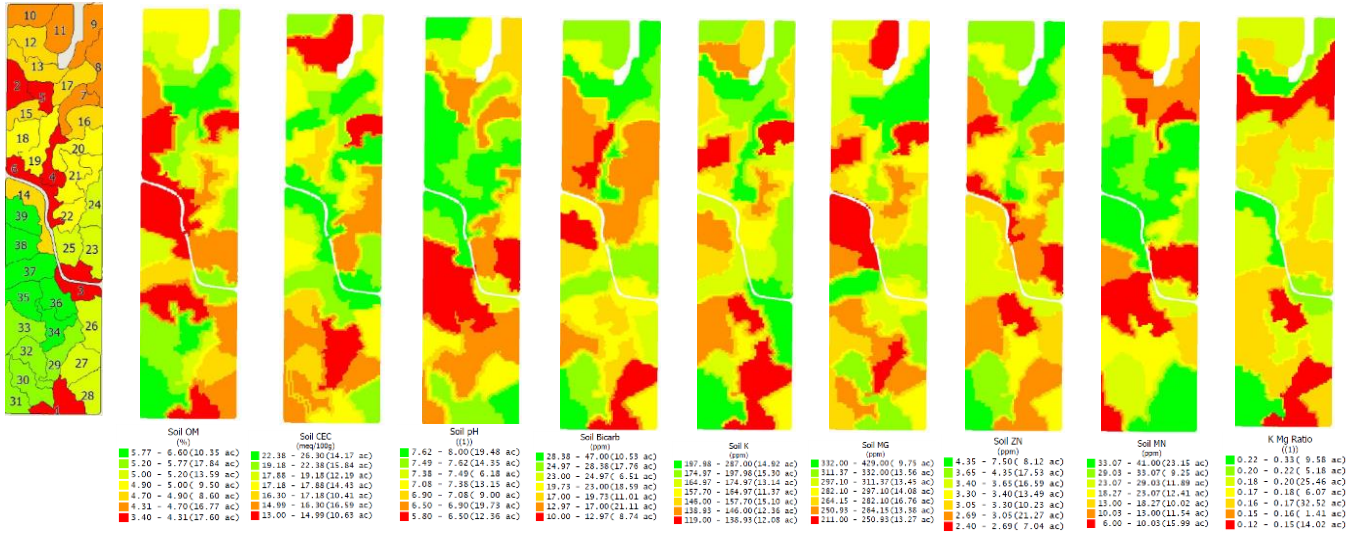 10
11
9
12
13
8
2
17
5
7
15
16
18
20
19
6
4
21
14
24
39
22
38
25
23
37
3
35
36
26
33
34
32
29
27
30
31
28
1
Soil OM
(%)
5.77 - 6.60(10.35 ac)
5.20 - 5.77(17.84 ac)
5.00 - 5.20(13.59 ac)
4.90 - 5.00( 9.50 ac)
4.70 - 4.90( 8.60 ac)
4.31 - 4.70(16.77 ac)
3.40 - 4.31(17.60 ac)
Soil CEC
(meq/100g)
22.38 - 26.30(14.17 ac)
19.18 - 22.38(15.84 ac)
17.88 - 19.18(12.19 ac)
17.18 - 17.88(14.43 ac)
16.30 - 17.18(10.41 ac)
14.99 - 16.30(16.59 ac)
13.00 - 14.99(10.63 ac)
Soil pH
((1))
7.62 - 8.00(19.48 ac)
7.49 - 7.62(14.35 ac)
7.38 - 7.49( 6.18 ac)
7.08 - 7.38(13.15 ac)
6.90 - 7.08( 9.00 ac)
6.50 - 6.90(19.73 ac)
5.80 - 6.50(12.36 ac)
Soil Bicarb
(ppm)
28.38 - 47.00(10.53 ac)
24.97 - 28.38(17.76 ac)
23.00 - 24.97( 6.51 ac)
19.73 - 23.00(18.59 ac)
17.00 - 19.73(11.01 ac)
12.97 - 17.00(21.11 ac)
10.00 - 12.97( 8.74 ac)
Soil K
(ppm)
197.98 - 287.00(14.92 ac)
174.97 - 197.98(15.30 ac)
164.97 - 174.97(13.14 ac)
157.70 - 164.97(11.37 ac)
146.00 - 157.70(15.10 ac)
138.93 - 146.00(12.36 ac)
119.00 - 138.93(12.08 ac)
Soil MG
(ppm)
332.00 - 429.00( 9.75 ac)
311.37 - 332.00(13.56 ac)
297.10 - 311.37(13.45 ac)
282.10 - 297.10(14.08 ac)
264.15 - 282.10(16.76 ac)
250.93 - 264.15(13.38 ac)
211.00 - 250.93(13.27 ac)
Soil ZN
(ppm)
4.35 - 7.50( 8.12 ac)
3.65 - 4.35(17.53 ac)
3.40 - 3.65(16.59 ac)
3.30 - 3.40(13.49 ac)
3.05 - 3.30(10.23 ac)
2.69 - 3.05(21.27 ac)
2.40 - 2.69( 7.04 ac)
Soil MN
(ppm)
33.07 - 41.00(23.15 ac)
29.03 - 33.07( 9.25 ac)
23.07 - 29.03(11.89 ac)
18.27 - 23.07(12.41 ac)
13.00 - 18.27(10.02 ac)
10.03 - 13.00(11.54 ac)
6.00 - 10.03(15.99 ac)
K Mg Ratio
((1))
0.22 - 0.33( 9.58 ac)
0.20 - 0.22( 5.18 ac)
0.18 - 0.20(25.46 ac)
0.17 - 0.18( 6.07 ac)
0.16 - 0.17(32.52 ac)
0.15 - 0.16( 1.41 ac)
0.12 - 0.15(14.02 ac)